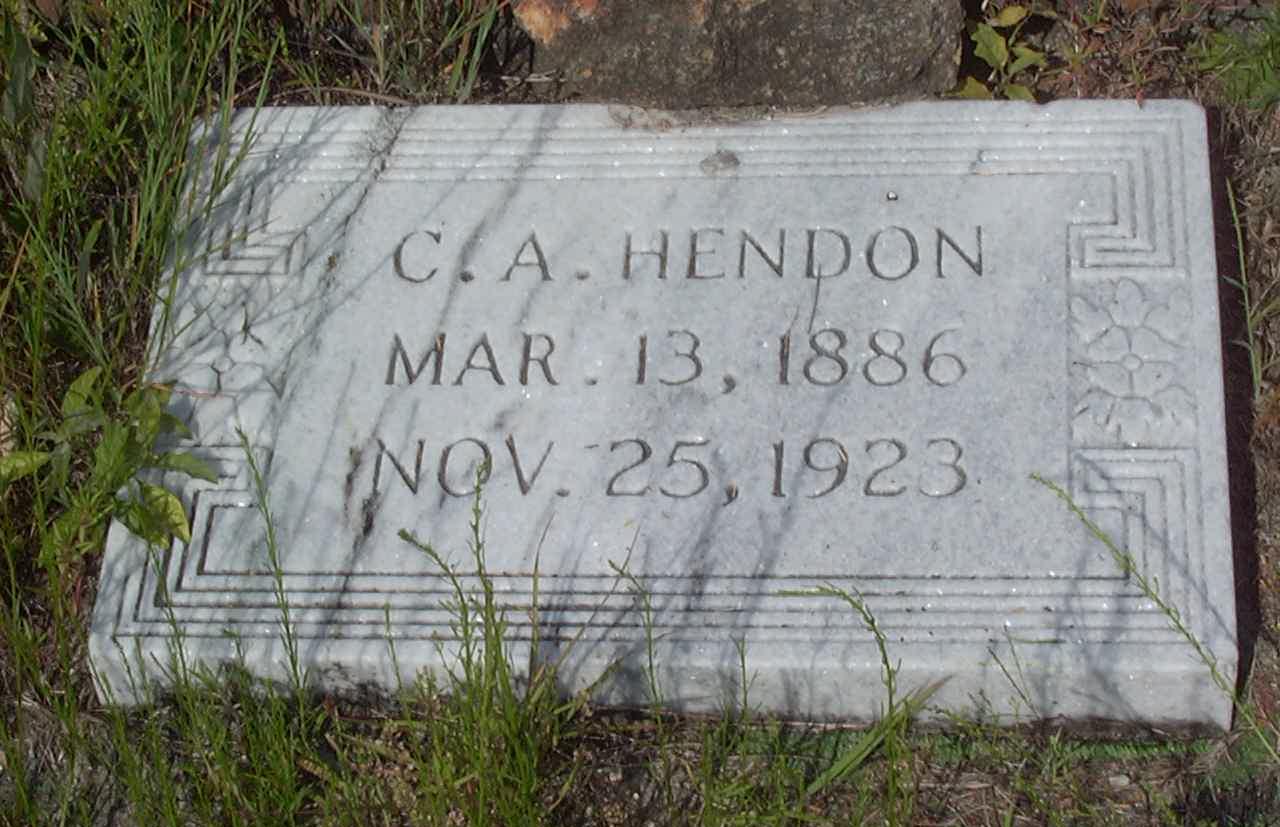 C. A. HENDON
MAR. 13, 1886
NOV. 25, 1923